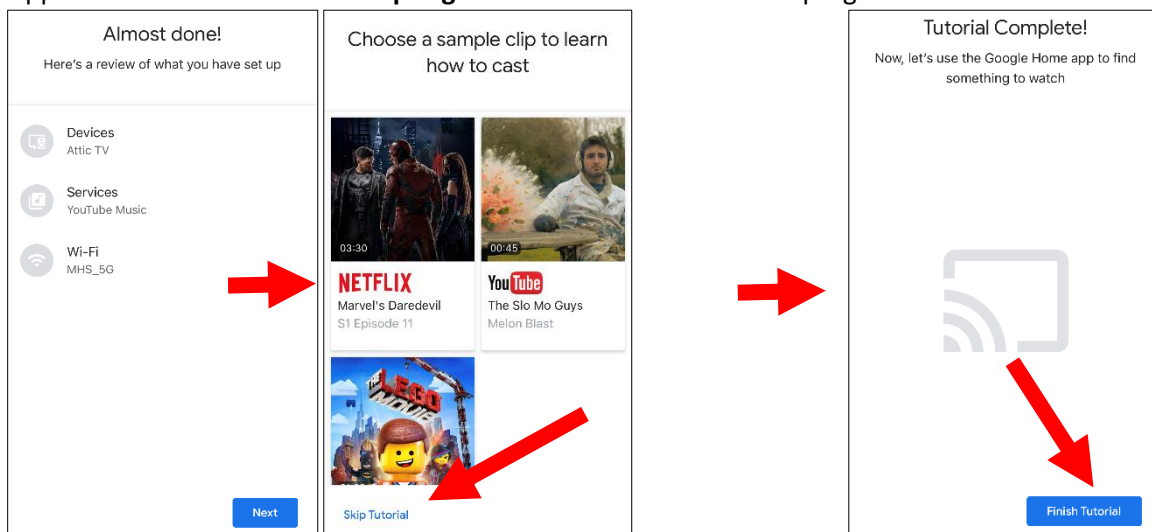 Almost done!
Here's a review of what you have set up
Devices
Attic TV
Services
YouTube Music
Wi-Fi
MHS_5G
Next
Choose a sample clip to learn
how to cast
03:30
NETFLIX
Marvel's Daredevil
S1 Episode 11
00:45
YouTube
The Slo Mo Guys
Melon Blast
THE
LEGO
MOVIE
Skip Tutorial
Tutorial Complete!
Now, let's use the Google Home app to find
something to watch
Finish Tutorial